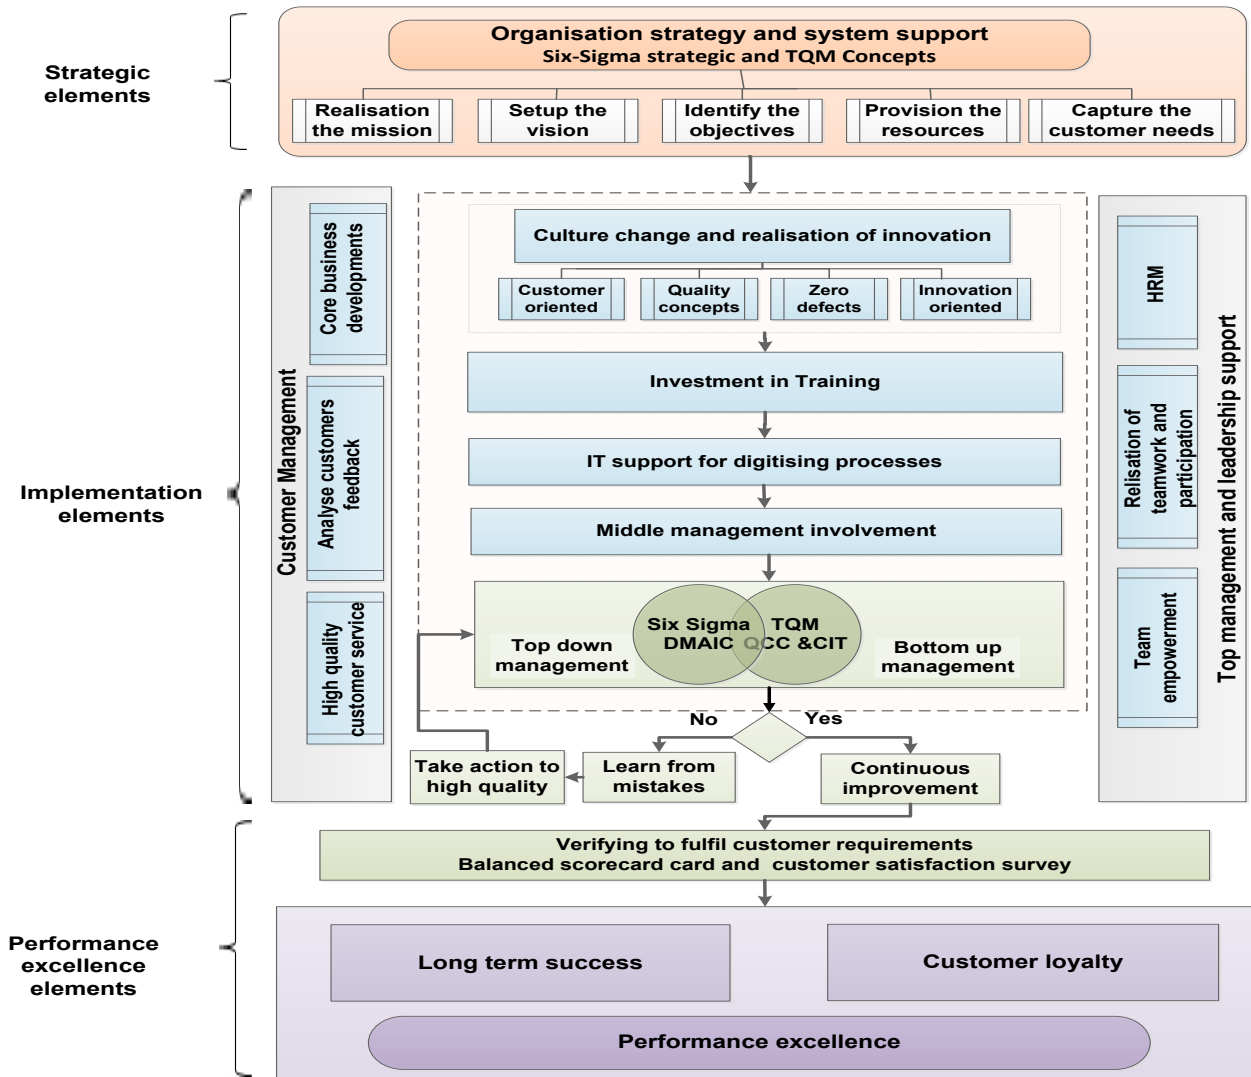 Organisation strategy and system support
Six-Sigma strategic and TQM Concepts
Strategic
elements
Realisation
the mission
Setup the
vision
Identify the
objectives
Provision the
resources
Capture the
customer needs
Implementation
elements
Customer Management
Core business
developments
Analyse customers
feedback
High quality
customer service
Culture change and realisation of innovation
Customer
oriented
Quality
concepts
Zero
defects
Innovation
oriented
Investment in Training
IT support for digitising processes
Middle management involvement
Top down
management
Six Sigma
DMAIC
TQM
QCC &CIT
Bottom up
management
No
Yes
Take action to
high quality
Learn from
mistakes
Continuous
improvement
HRM
Relisation of
teamwork and
participation
Team
empowerment
Top management and leadership support
Verifying to fulfil customer requirements
Balanced scorecard card and customer satisfaction survey
Performance
excellence
elements
Long term success
Customer loyalty
Performance excellence